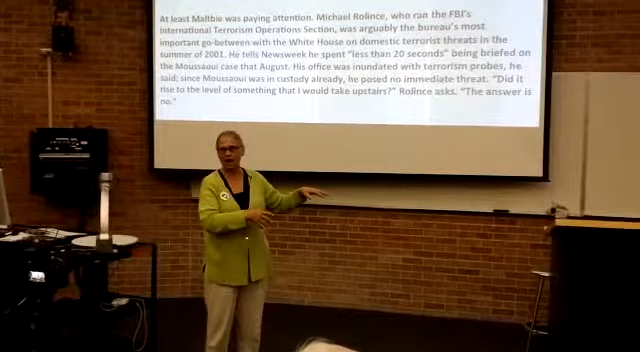 At least Maltbie was paying attention. Michael Rolince, who ran the FBI's
International Terrorism Operations Section, was arguably the bureau's most
important go-between with the White House on domestic terrorist threats in the
summer of 2001. He tells Newsweek he spent "less than 20 seconds" being briefed on
the Moussaoui case that August. His office was inundated with terrorism probes, he
said; since Moussaoui was in custody already, he posed no immediate threat. "Did it
rise to the level of something that I would take upstairs?" Rolince asks. "The answer is
no."